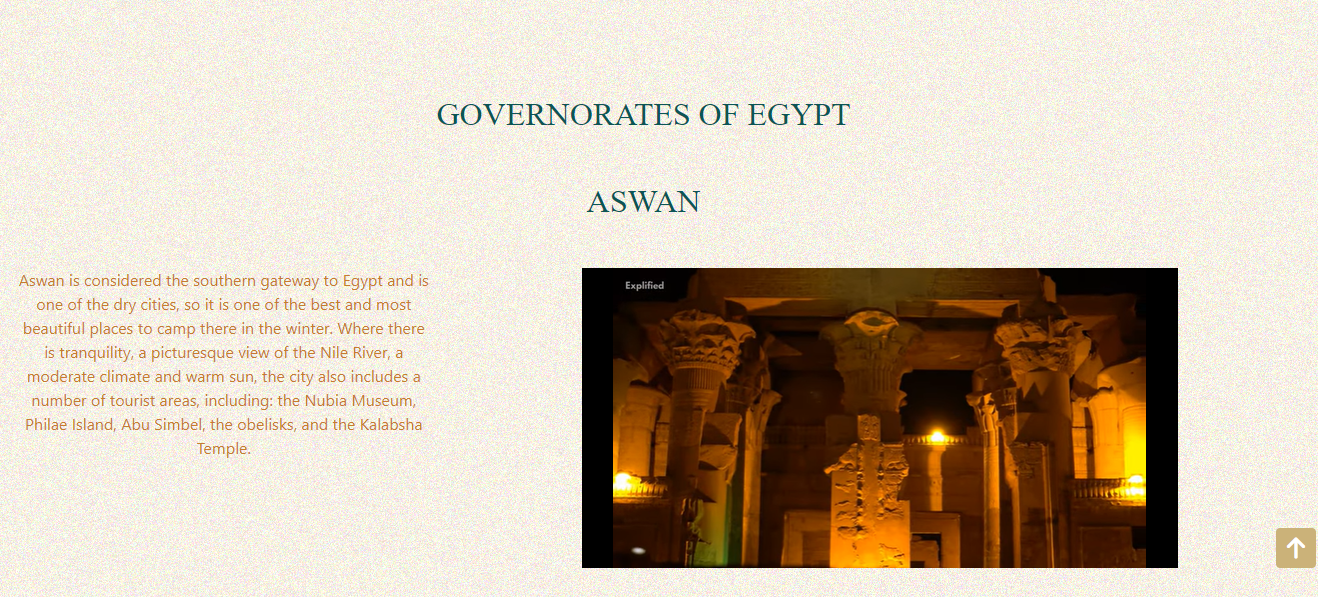 GOVERNORATES OF EGYPT
ASWAN
Aswan is considered the southern gateway to Egypt and is
one of the dry cities, so it is one of the best and most
beautiful places to camp there in the winter. Where there
is tranquility, a picturesque view of the Nile River, a
moderate climate and warm sun, the city also includes a
number of tourist areas, including: the Nubia Museum,
Philae Island, Abu Simbel, the obelisks, and the Kalabsha
Temple.
Explified